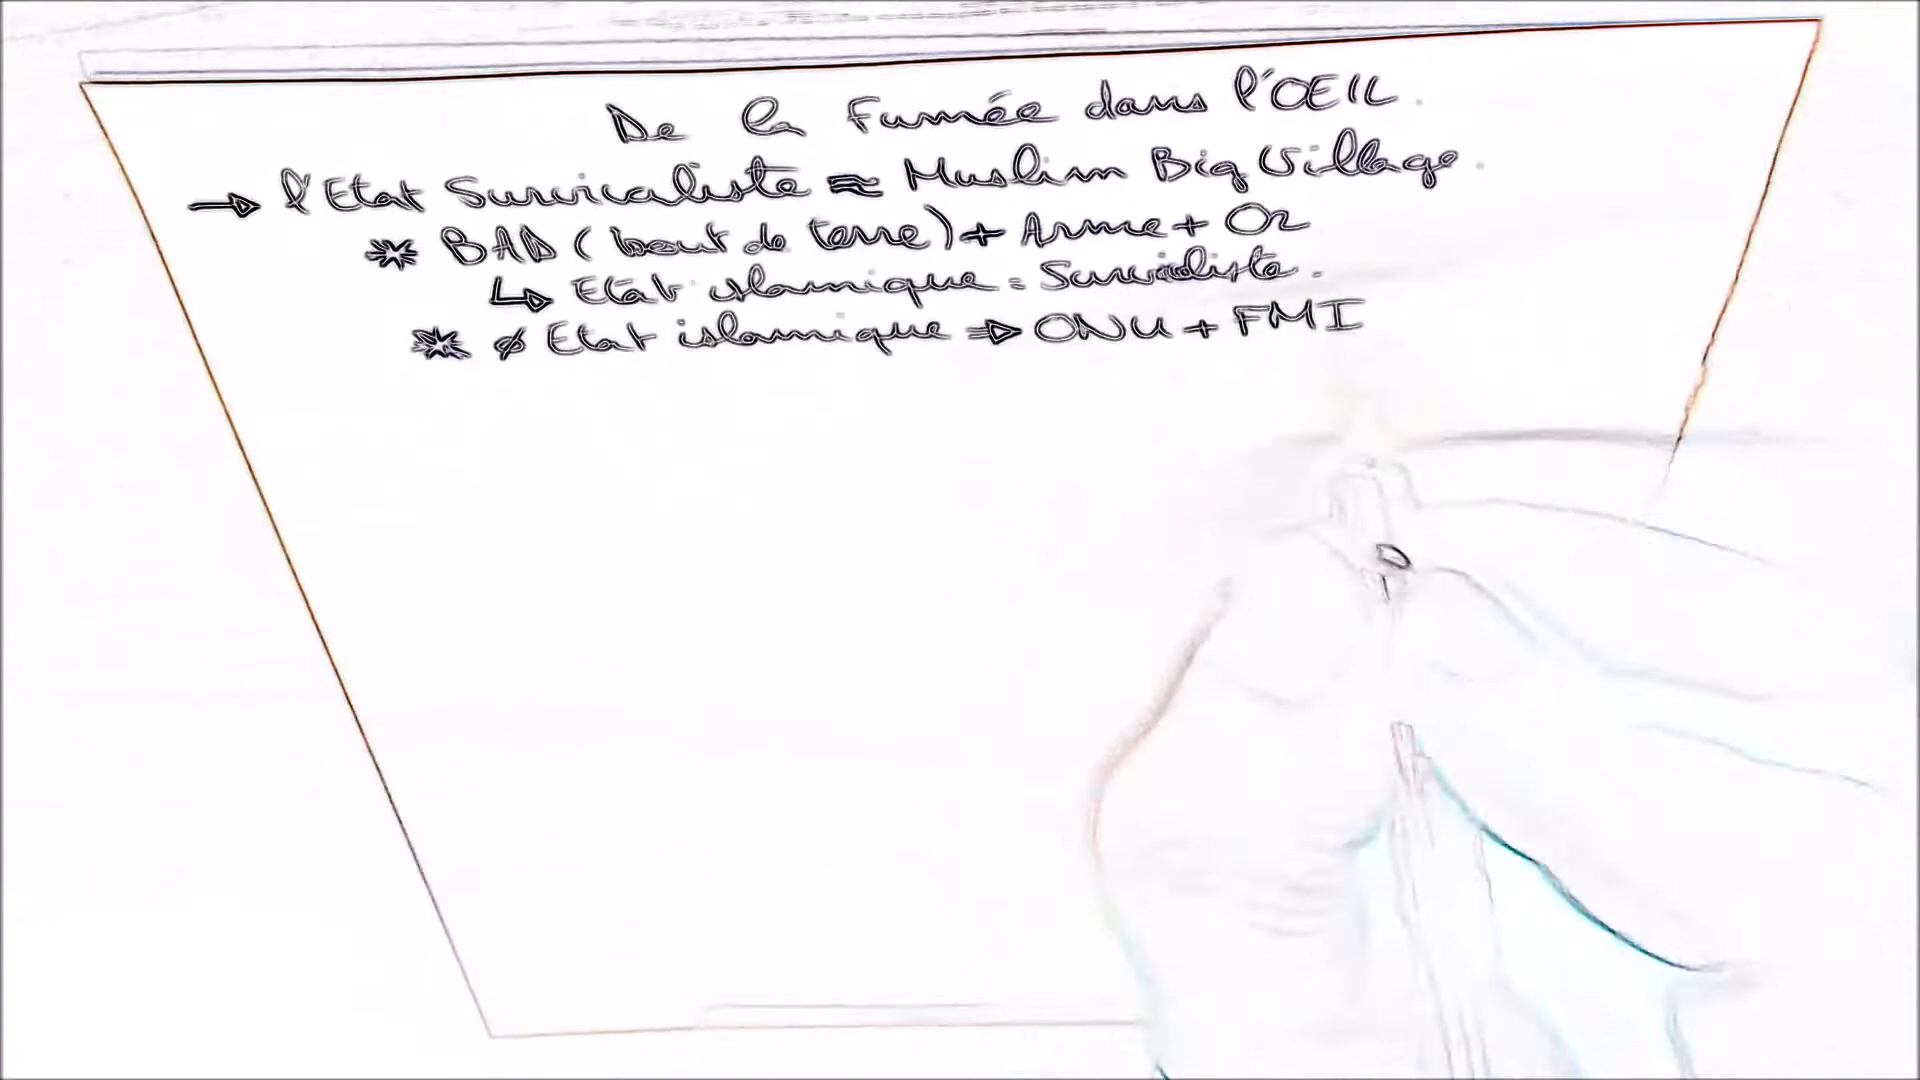 De la Fumée dans l'OEIL.
→ l'Etat Survivaliste ≈ Muslim Big Village.
* BAD (bout de terre) + Arme + Or
↳ Etat islamique = Survivaliste.
* ∅ Etat islamique ⇒ ONU + FMI